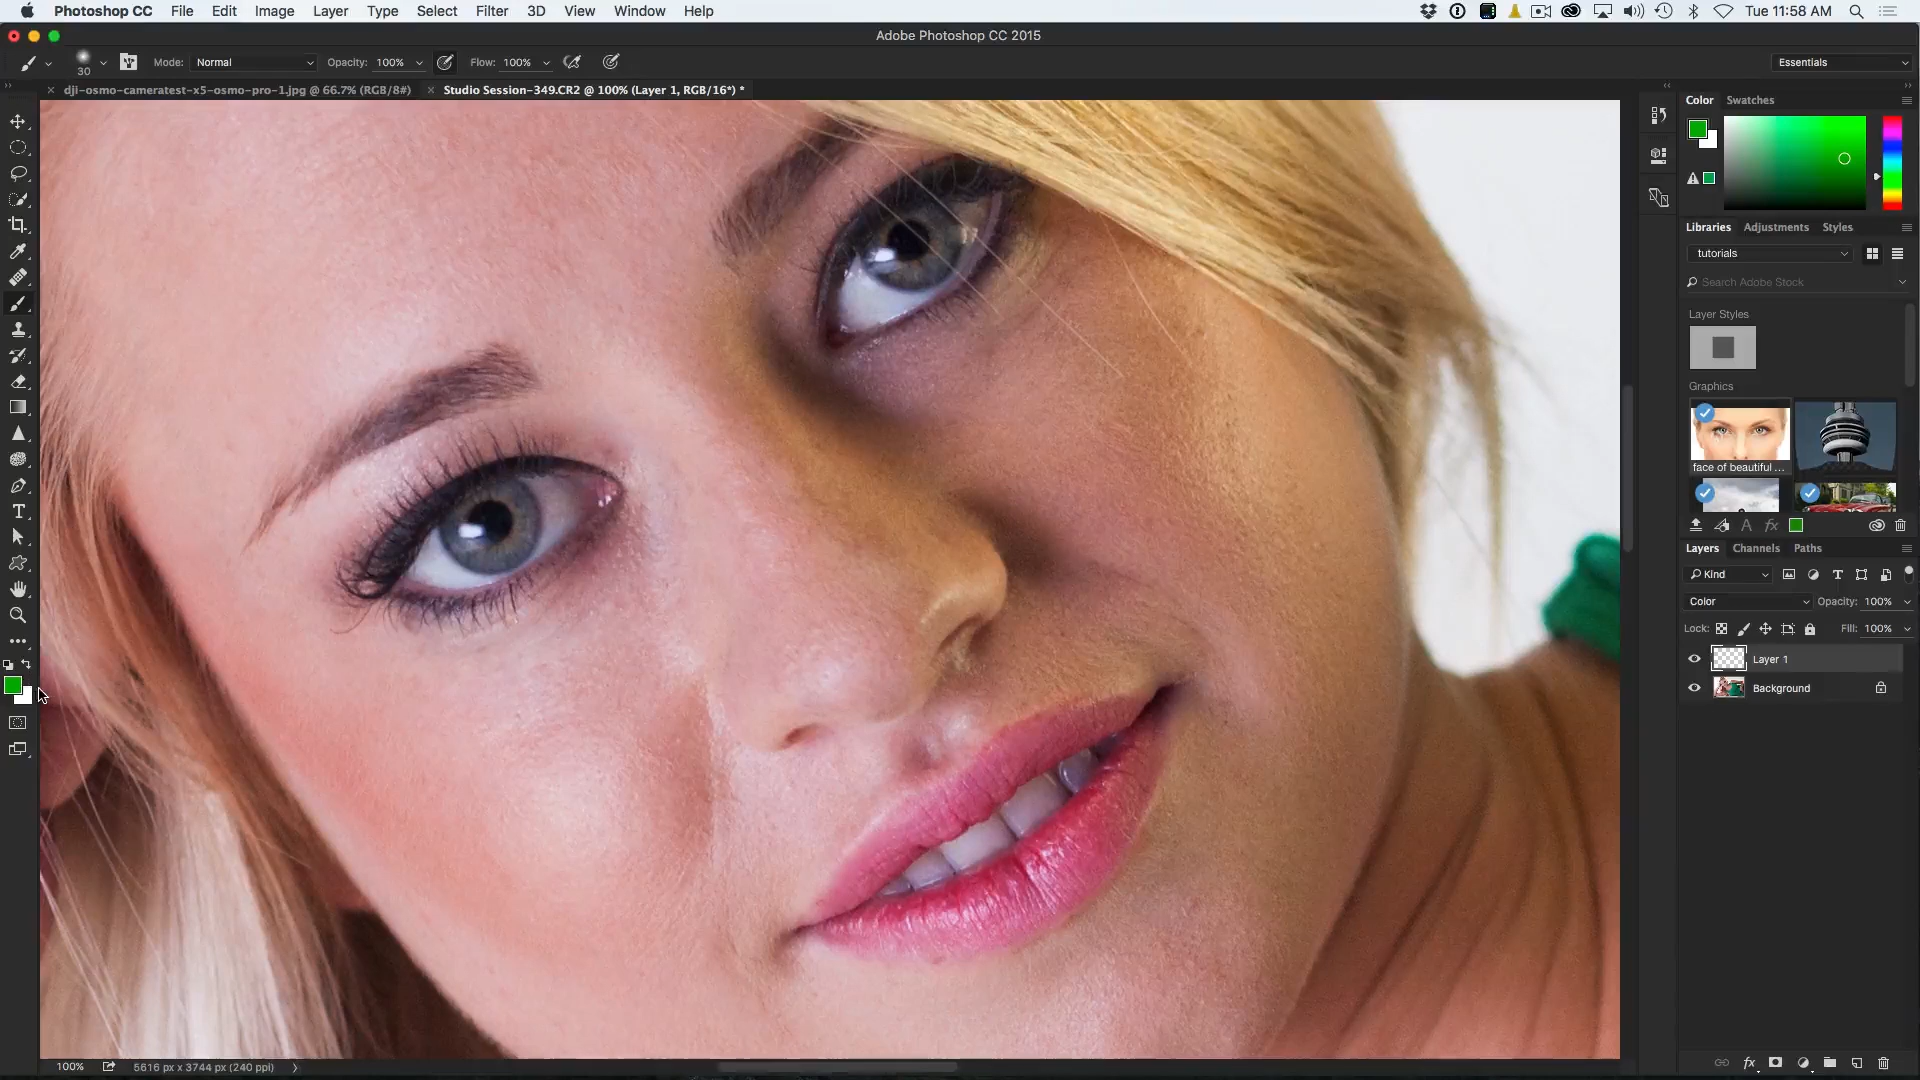 Photoshop CC File Edit Image Layer Type Select Filter 3D View Window Help Tue 11:58 AM
Adobe Photoshop CC 2015
30 Mode: Normal Opacity: 100% Flow: 100% Essentials
dji-osmo-cameratest-x5-osmo-pro-1.jpg @ 66.7% (RGB/8#) Studio Session-349.CR2 @ 100% (Layer 1, RGB/16*) *
Color Swatches
Libraries Adjustments Styles
tutorials
Search Adobe Stock
Layer Styles
Graphics
face of beautiful ...
Layers Channels Paths
Kind
Color Opacity: 100%
Lock: Fill: 100%
Layer 1
Background
100% 5616 px x 3744 px (240 ppi)